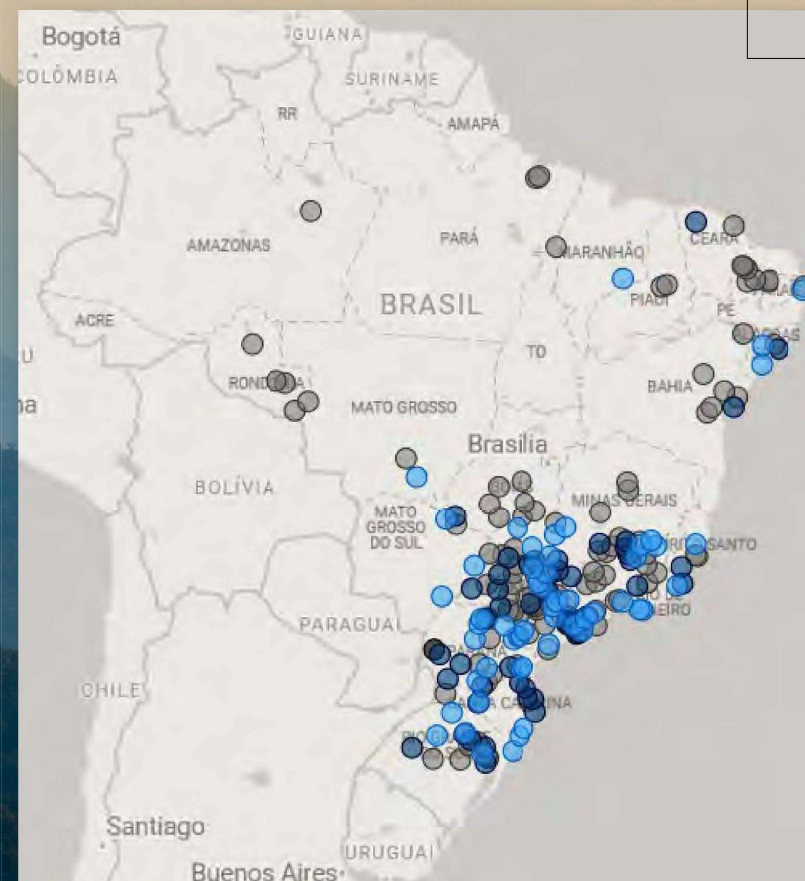 Bogotá
GUIANA
COLÔMBIA
SURINAME
RR
AMAPÁ
AMAZONAS
PARÁ
MARANHÃO
CEARÁ
BRASIL
PIAUÍ
PE
ACRE
TO
BAHIA
MATO GROSSO
Brasília
BOLÍVIA
MINAS GERAIS
MATO
GROSSO
DO SUL
SANTO
PARAGUAI
CHILE
Santiago
Buenos Aires
URUGUAI